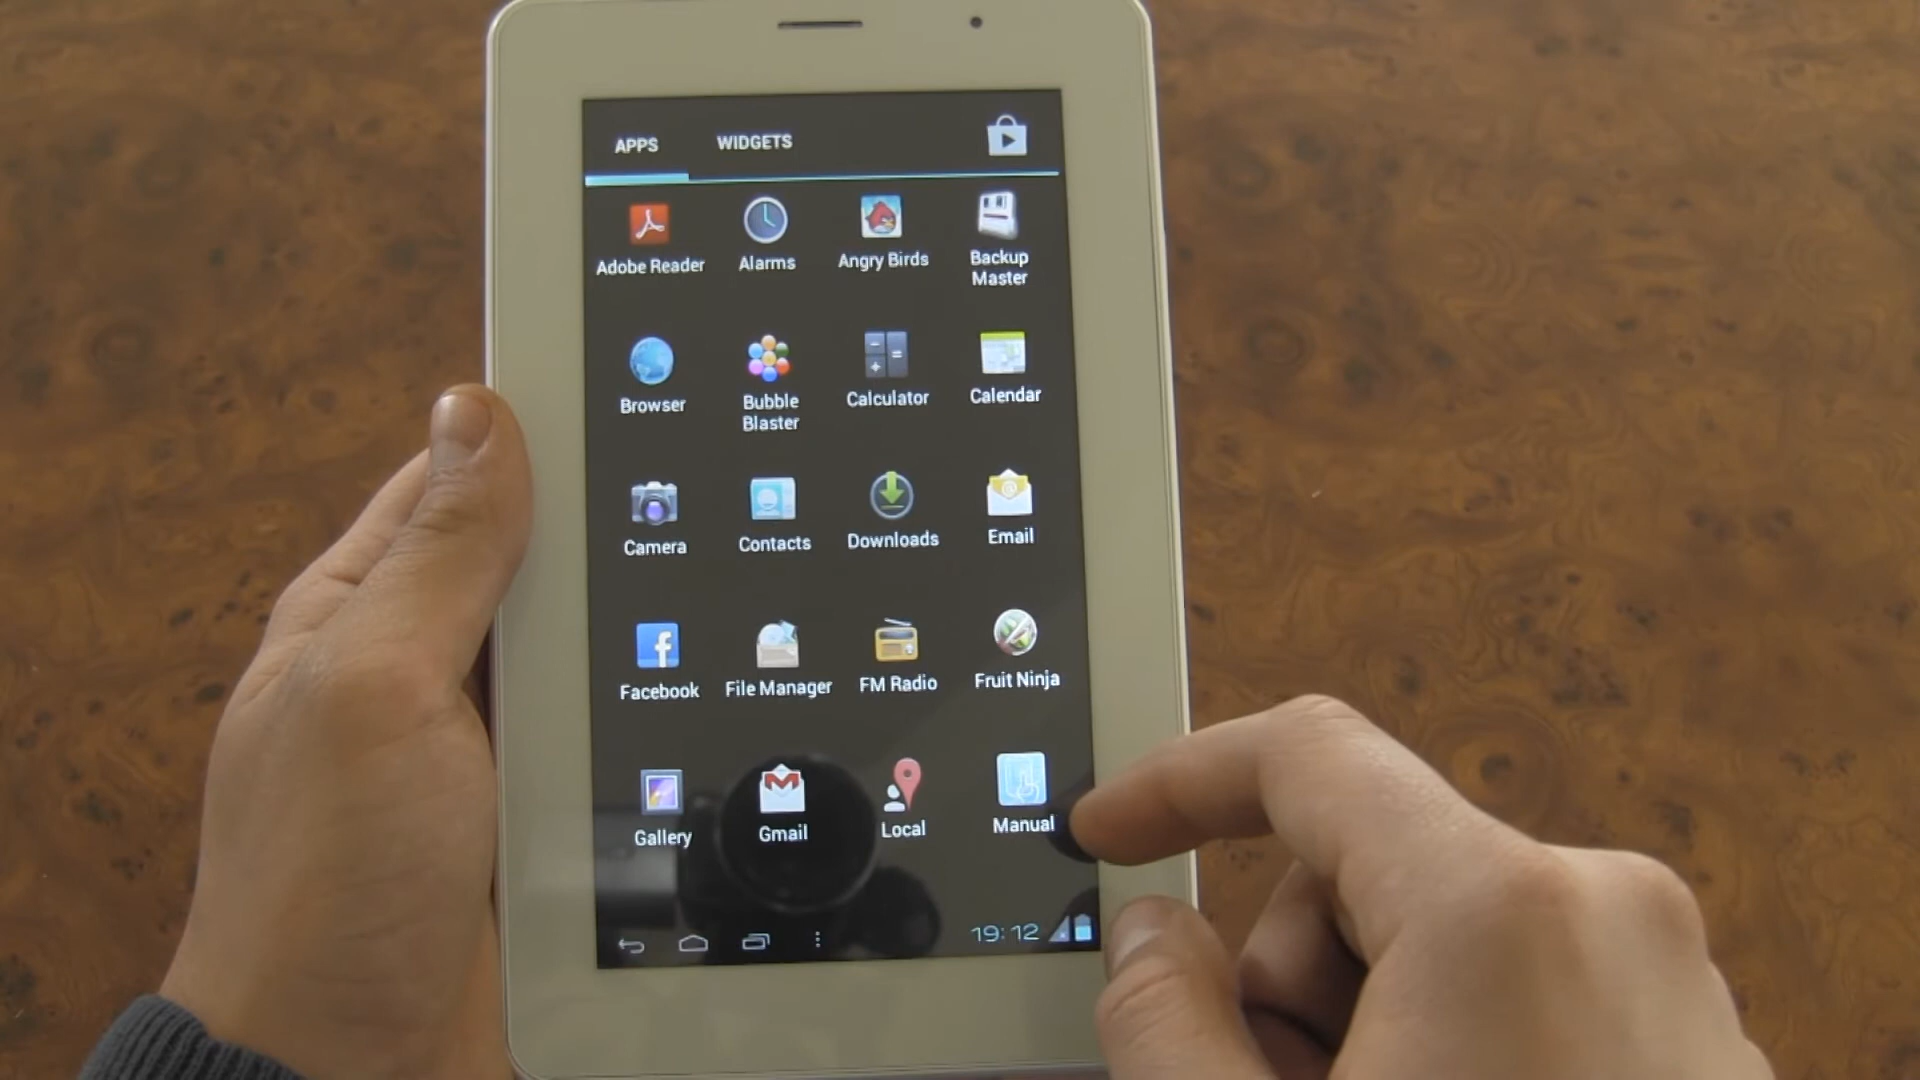 APPS WIDGETS
Adobe Reader Alarms Angry Birds Backup
Master
Browser Bubble Calculator Calendar
Blaster
Camera Contacts Downloads Email
Facebook File Manager FM Radio Fruit Ninja
Gallery Gmail Local Manual
19:12